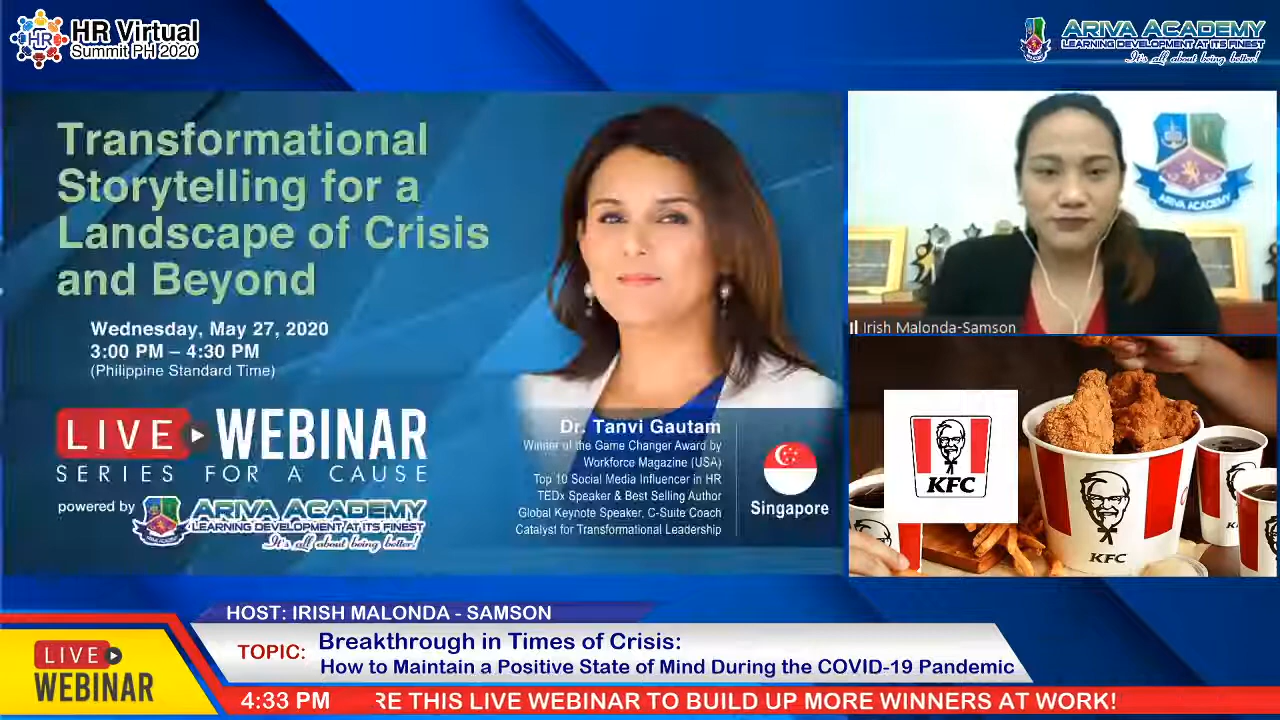 HR Virtual
Summit PH 2020
HR
ARIVA ACADEMY
LEARNING DEVELOPMENT AT ITS FINEST
It's all about being better!
Transformational
Storytelling for a
Landscape of Crisis
and Beyond
Wednesday, May 27, 2020
3:00 PM – 4:30 PM
(Philippine Standard Time)
LIVE WEBINAR
SERIES FOR A CAUSE
powered by ARIVA ACADEMY
LEARNING DEVELOPMENT AT ITS FINEST
It's all about being better!
Dr. Tanvi Gautam
Winner of the Game Changer Award by
Workforce Magazine (USA)
Top 10 Social Media Influencer in HR
TEDx Speaker & Best Selling Author
Global Keynote Speaker, C-Suite Coach
Catalyst for Transformational Leadership
Singapore
ARIVA ACADEMY
Irish Malonda-Samson
KFC
KFC
HOST: IRISH MALONDA - SAMSON
TOPIC: Breakthrough in Times of Crisis:
How to Maintain a Positive State of Mind During the COVID-19 Pandemic
LIVE
WEBINAR
4:33 PM RE THIS LIVE WEBINAR TO BUILD UP MORE WINNERS AT WORK!